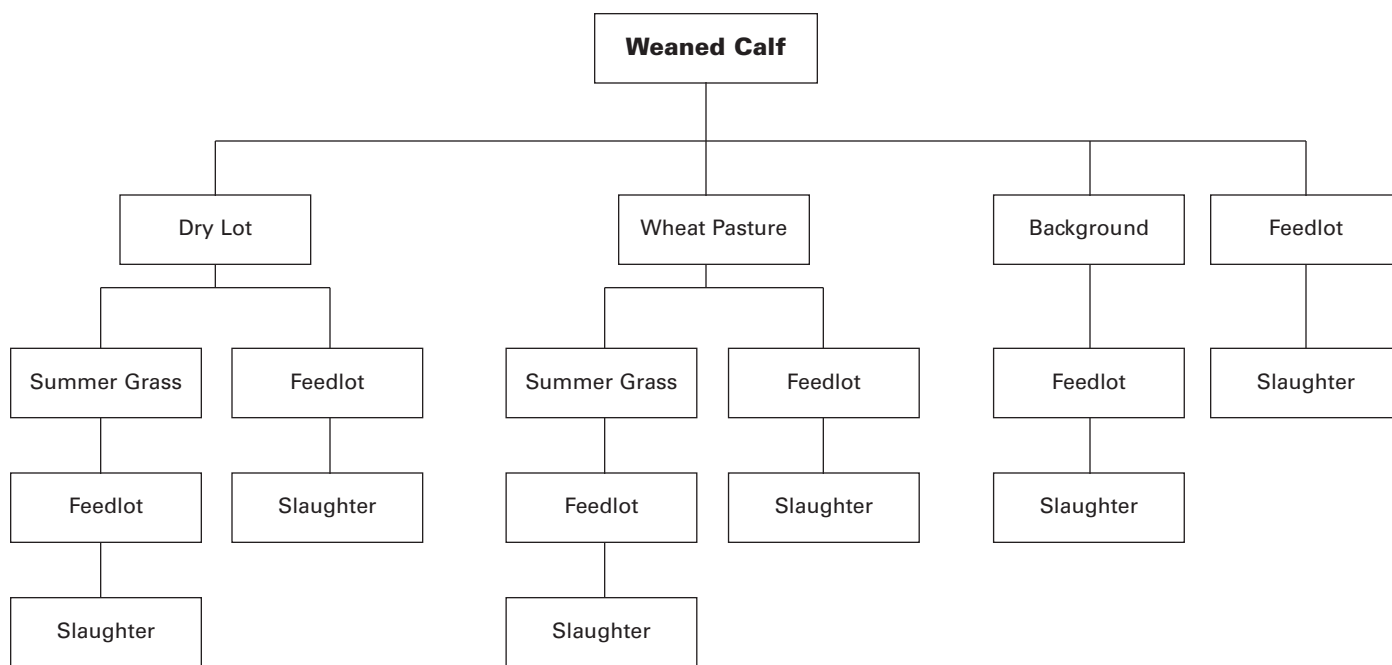 Weaned Calf
Dry Lot
Wheat Pasture
Background
Feedlot
Summer Grass
Feedlot
Summer Grass
Feedlot
Feedlot
Slaughter
Feedlot
Slaughter
Feedlot
Slaughter
Slaughter
Slaughter
Slaughter